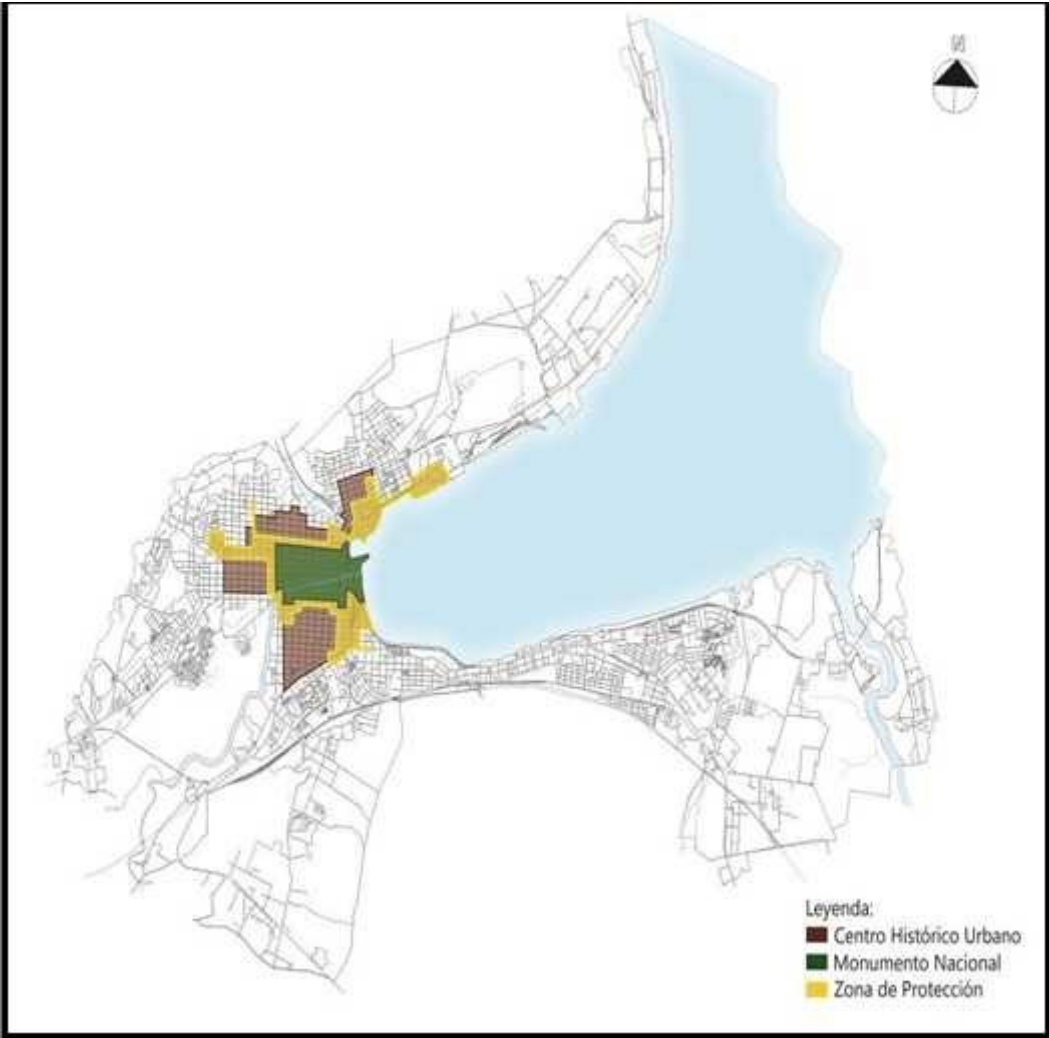 N
Leyenda:
Centro Histórico Urbano
Monumento Nacional
Zona de Protección